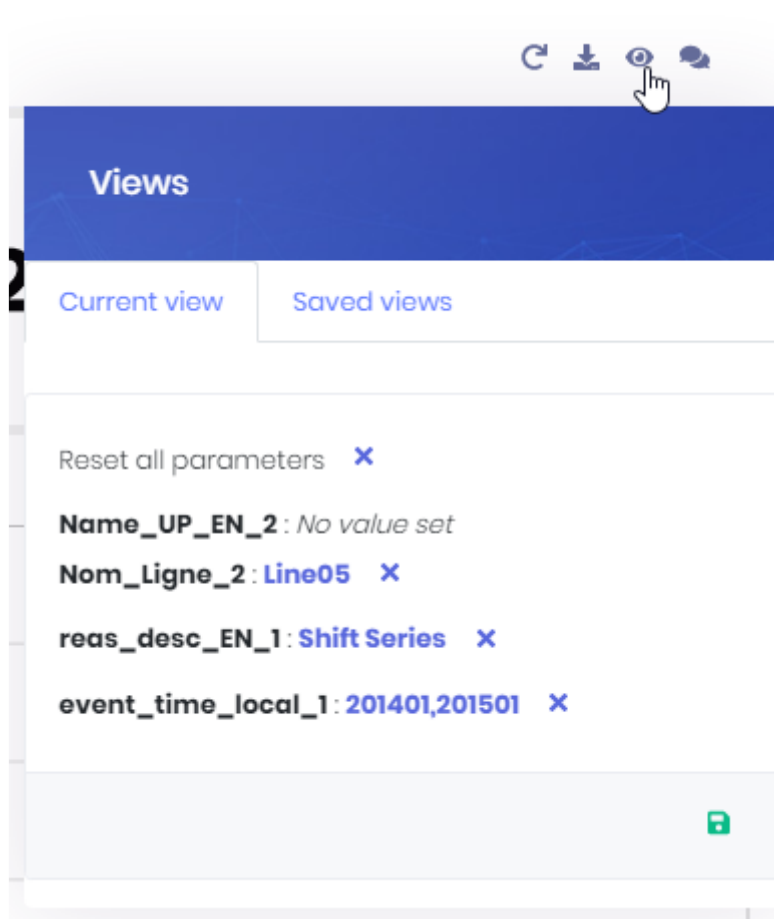 Views
Current view Saved views
Reset all parameters
Name_UP_EN_2 : No value set
Nom_Ligne_2 : Line05
reas_desc_EN_1 : Shift Series
event_time_local_1 : 201401,201501